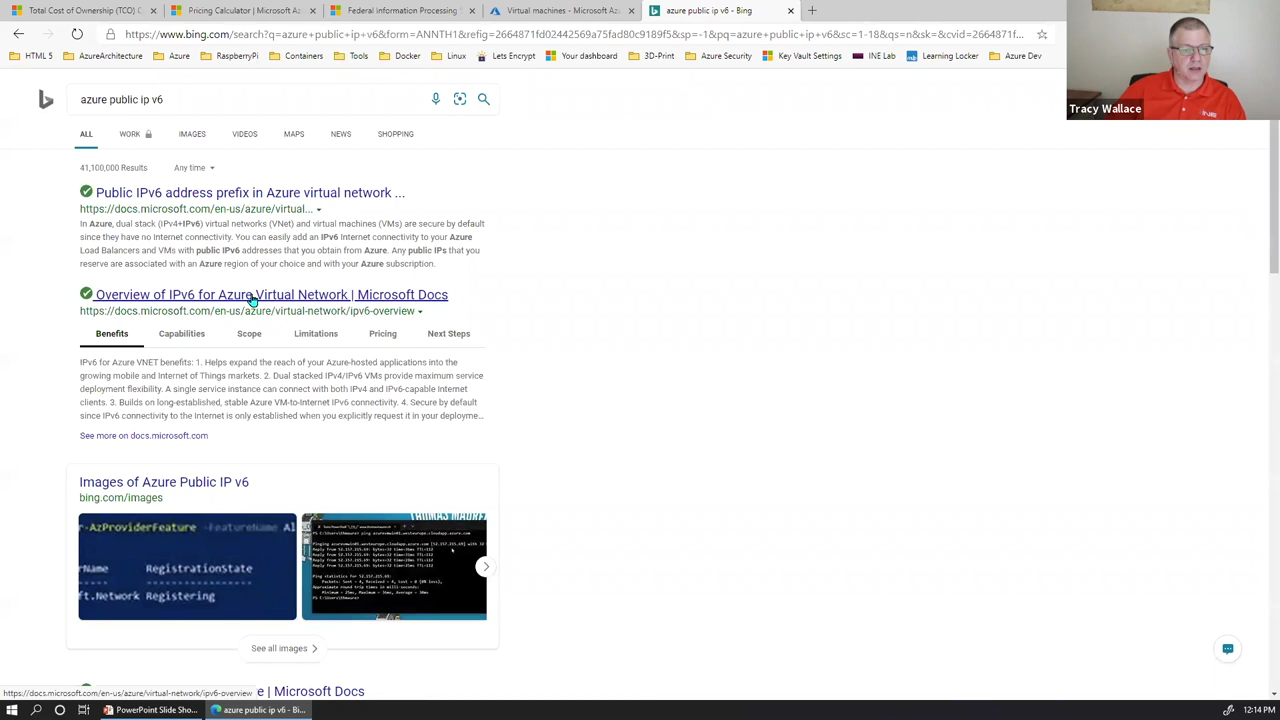 Total Cost of Ownership (TCO) C
Pricing Calculator | Microsoft Az
Federal Information Processing S
Virtual machines - Microsoft Azu
azure public ip v6 - Bing
https://www.bing.com/search?q=azure+public+ip+v6&form=ANNTH1&refig=2664871fd02442569a75fad80c9189f5&sp=-1&pq=azure+public+ip+v6&sc=1-18&qs=n&sk=&cvid=2664871f...
HTML 5
AzureArchitecture
Azure
RaspberryPi
Containers
Tools
Docker
Linux
Lets Encrypt
Your dashboard
3D-Print
Azure Security
Key Vault Settings
INE Lab
Learning Locker
Azure Dev
Tracy Wallace
azure public ip v6
ALL
WORK
IMAGES
VIDEOS
MAPS
NEWS
SHOPPING
41,100,000 Results
Any time
Public IPv6 address prefix in Azure virtual network ...
https://docs.microsoft.com/en-us/azure/virtual...
In Azure, dual stack (IPv4+IPv6) virtual networks (VNet) and virtual machines (VMs) are secure by default
since they have no Internet connectivity. You can easily add an IPv6 Internet connectivity to your Azure
Load Balancers and VMs with public IPv6 addresses that you obtain from Azure. Any public IPs that you
reserve are associated with an Azure region of your choice and with your Azure subscription.
Overview of IPv6 for Azure Virtual Network | Microsoft Docs
https://docs.microsoft.com/en-us/azure/virtual-network/ipv6-overview
Benefits
Capabilities
Scope
Limitations
Pricing
Next Steps
IPv6 for Azure VNET benefits: 1. Helps expand the reach of your Azure-hosted applications into the
growing mobile and Internet of Things markets. 2. Dual stacked IPv4/IPv6 VMs provide maximum service
deployment flexibility. A single service instance can connect with both IPv4 and IPv6-capable Internet
clients. 3. Builds on long-established, stable Azure VM-to-Internet IPv6 connectivity. 4. Secure by default
since IPv6 connectivity to the Internet is only established when you explicitly request it in your deployme...
See more on docs.microsoft.com
Images of Azure Public IP v6
bing.com/images
r-AzProviderFeature -FeatureName Al
Name RegistrationState
ft.Network Registering
See all images
https://docs.microsoft.com/en-us/azure/virtual-network/ipv6-overview
e | Microsoft Docs
PowerPoint Slide Sho...
azure public ip v6 - Bi...
12:14 PM